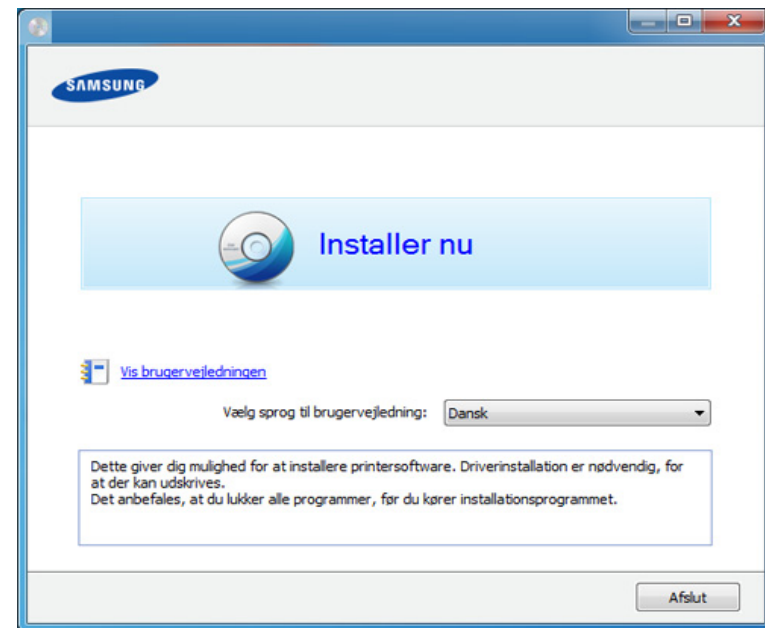 SAMSUNG
Installer nu
Vis brugervejledningen
Vælg sprog til brugervejledning: Dansk
Dette giver dig mulighed for at installere printersoftware. Driverinstallation er nødvendig, for
at der kan udskrives.
Det anbefales, at du lukker alle programmer, før du kører installationsprogrammet.
Afslut